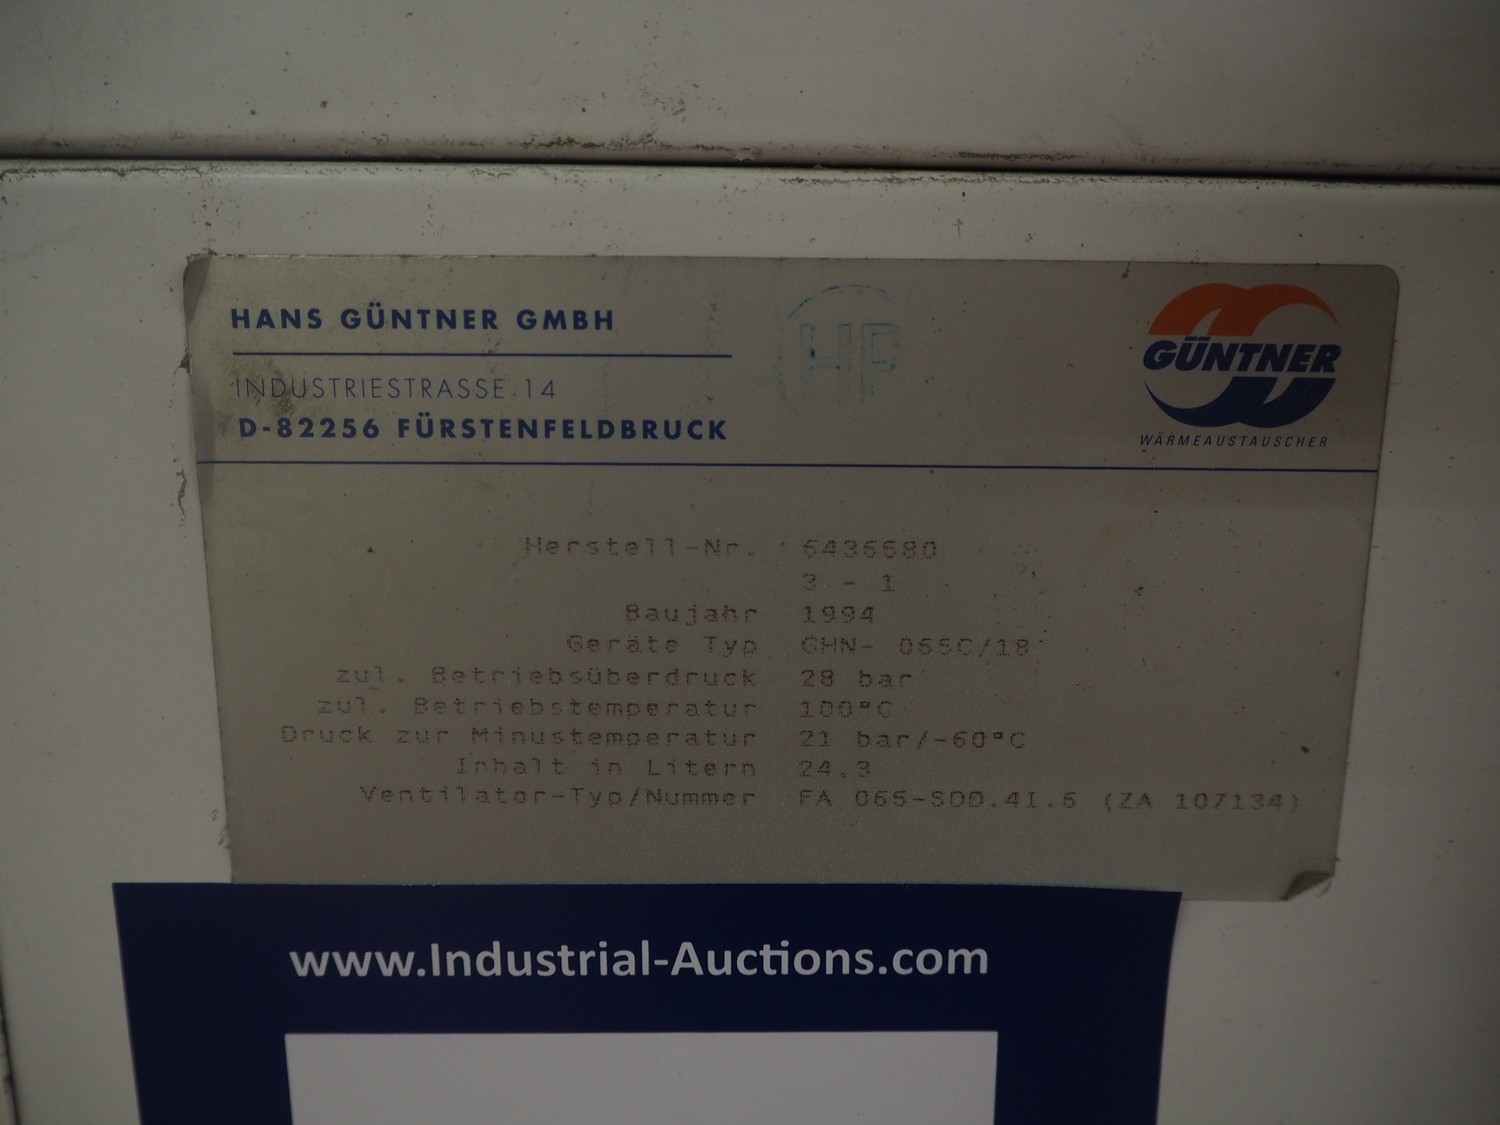 HANS GÜNTNER GMBH
INDUSTRIESTRASSE 14
D-82256 FÜRSTENFELDBRUCK
HP
GÜNTNER
WÄRMEAUSTAUSCHER
Herstell-Nr. 6436680
3 - 1
Baujahr 1994
Geräte Typ GHN- 065C/18
zul. Betriebsüberdruck 28 bar
zul. Betriebstemperatur 100°C
Druck zur Minustemperatur 21 bar/-60°C
Inhalt in Litern 24.3
Ventilator-Typ/Nummer FA 065-SDD.4I.6 (ZA 107134)
www.Industrial-Auctions.com